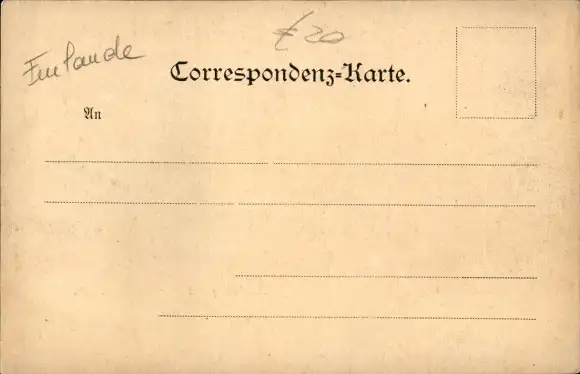 € 20
Finlande
Correspondenz-Karte.
An